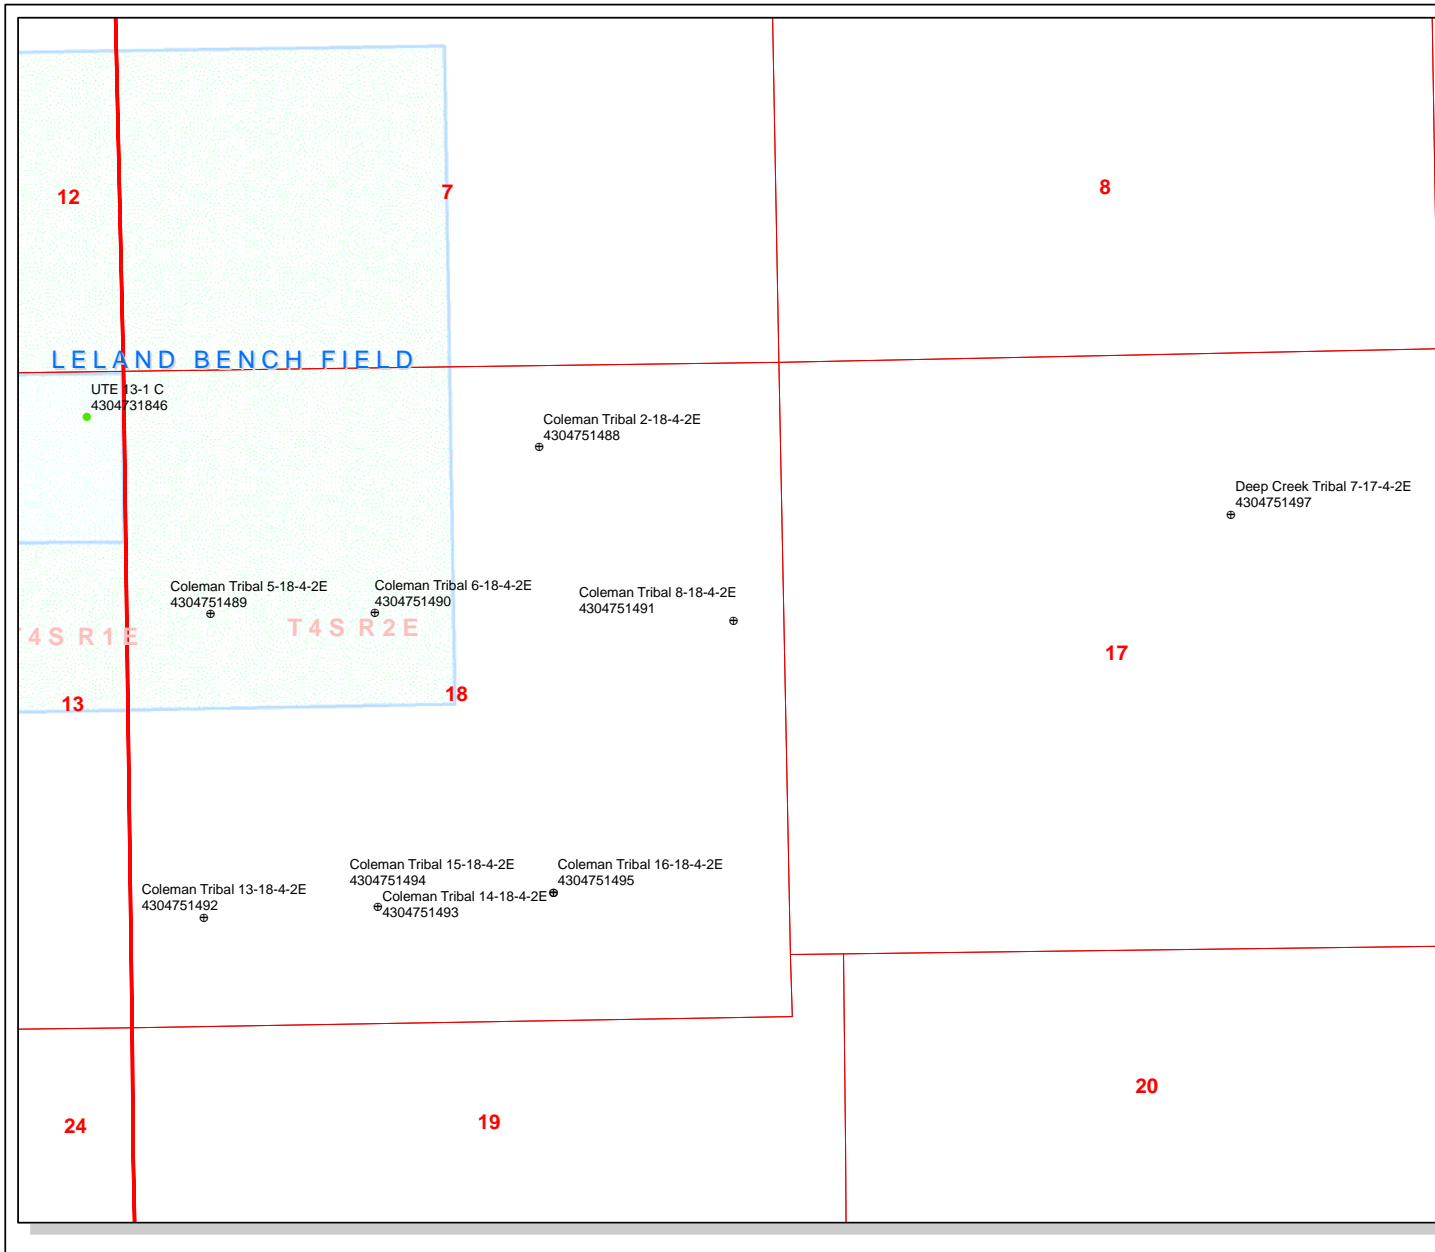 12
7
8
LELAND BENCH FIELD
UTE 13-1 C
4304731846
Coleman Tribal 2-18-4-2E
4304751488
Deep Creek Tribal 7-17-4-2E
4304751497
Coleman Tribal 5-18-4-2E
4304751489
Coleman Tribal 6-18-4-2E
4304751490
Coleman Tribal 8-18-4-2E
4304751491
T4S R1E
T4S R2E
17
13
18
Coleman Tribal 15-18-4-2E
4304751494
Coleman Tribal 16-18-4-2E
4304751495
Coleman Tribal 13-18-4-2E
4304751492
Coleman Tribal 14-18-4-2E
4304751493
20
24
19